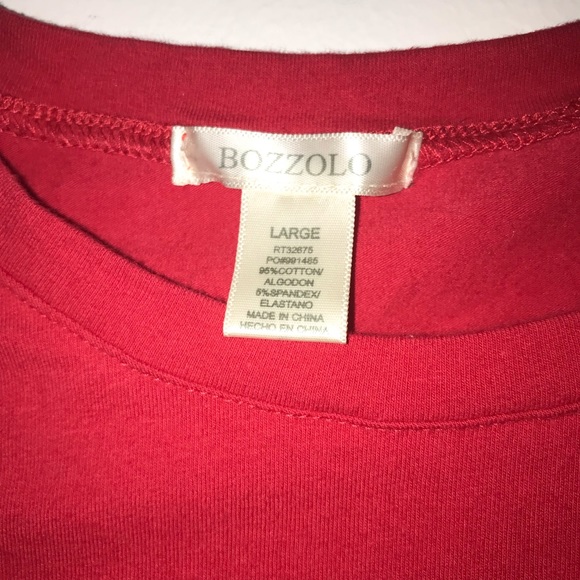 BOZZOLO
LARGE
RT32675
PO#991485
95%COTTON/
ALGODON
5%SPANDEX/
ELASTANO
MADE IN CHINA
HECHO EN CHINA